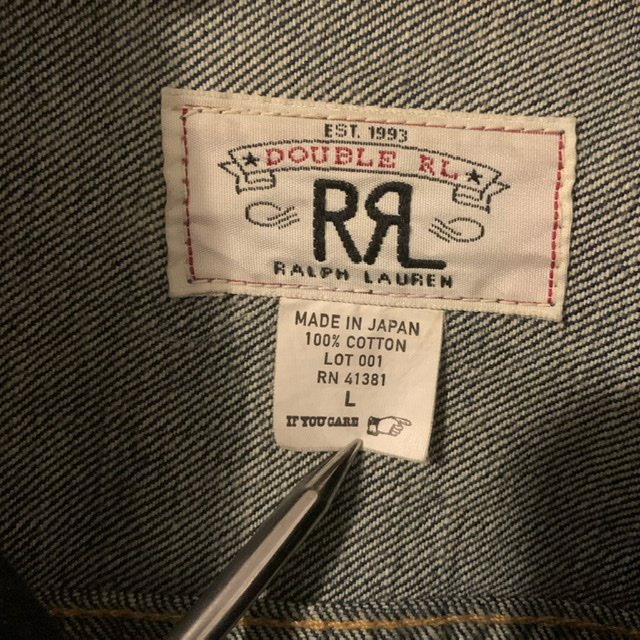 EST. 1993
DOUBLE RL
RRL
RALPH LAUREN
MADE IN JAPAN
100% COTTON
LOT 001
RN 41381
L
IF YOU CARE